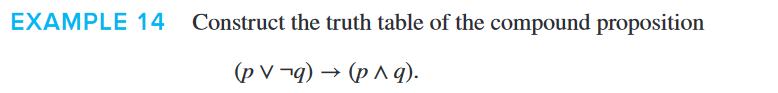 EXAMPLE 14 Construct the truth table of the compound proposition
(p ∨ ¬q) → (p ∧ q).